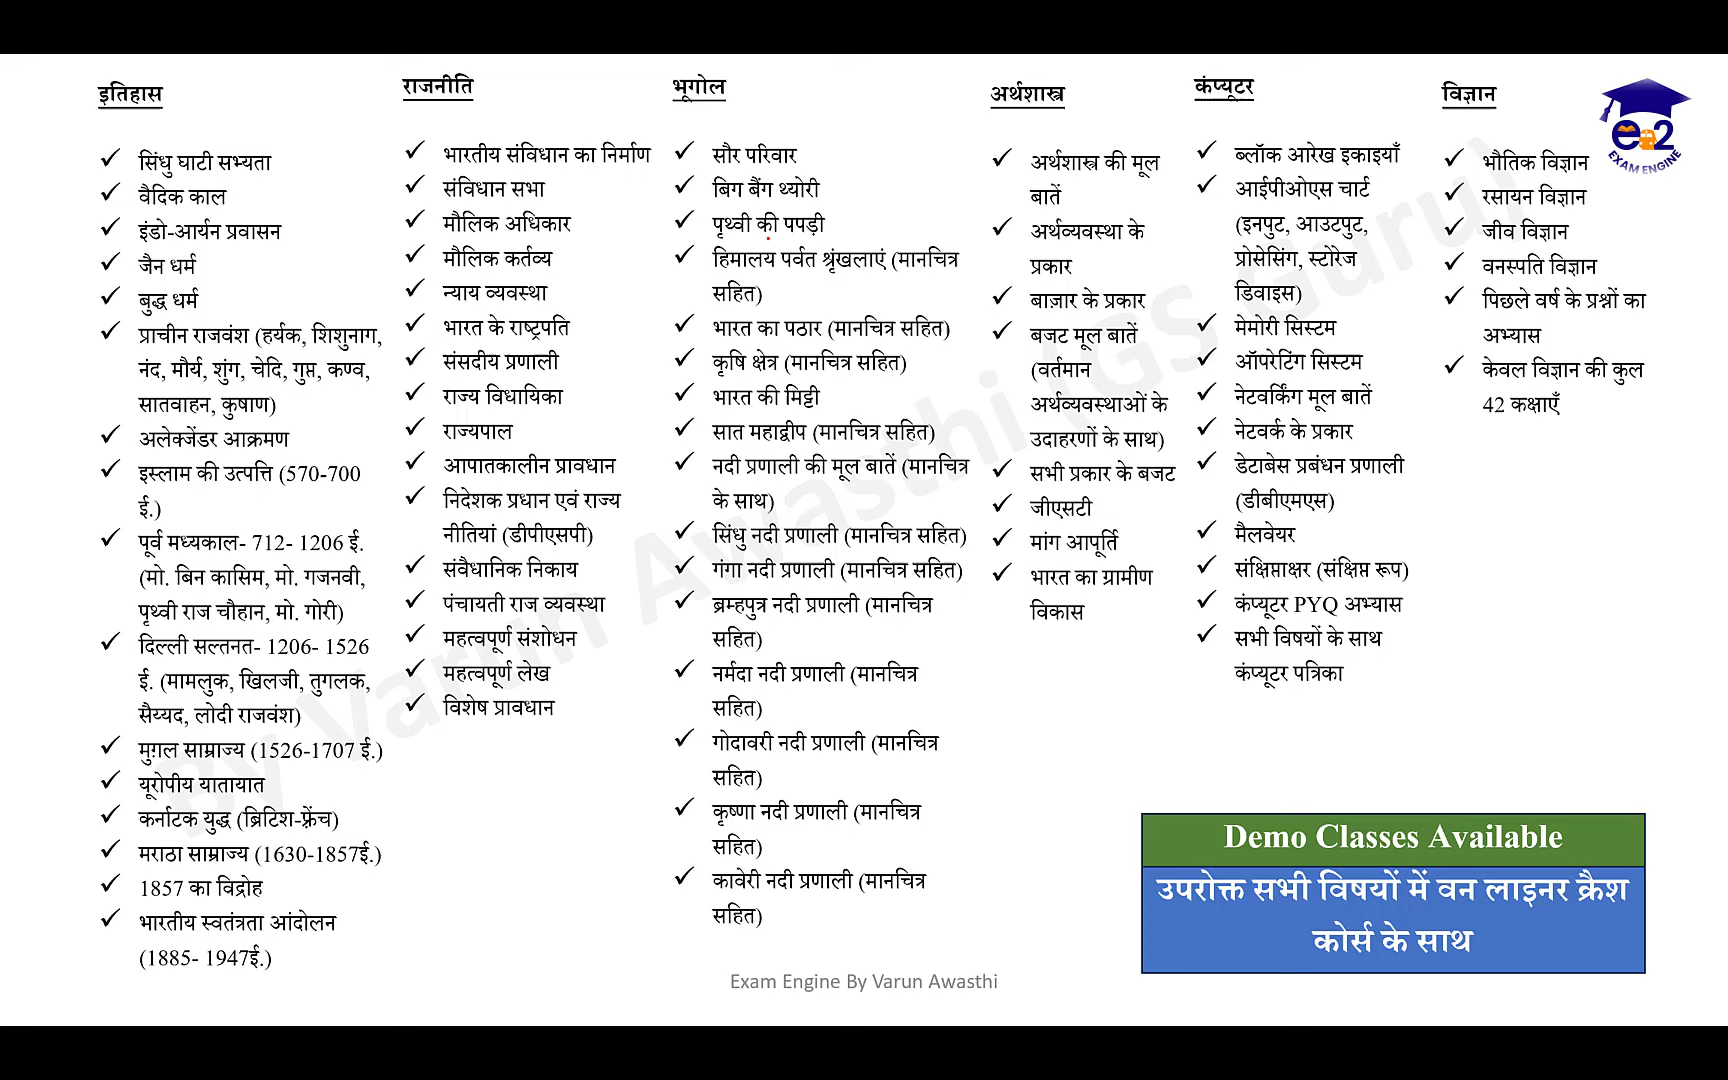 इतिहास
सिंधु घाटी सभ्यता
वैदिक काल
इंडो-आर्यन प्रवासन
जैन धर्म
बुद्ध धर्म
प्राचीन राजवंश (हर्यक, शिशुनाग,
नंद, मौर्य, शुंग, चेदि, गुप्त, कण्व,
सातवाहन, कुषाण)
अलेक्जेंडर आक्रमण
इस्लाम की उत्पत्ति (570-700
ई.)
पूर्व मध्यकाल- 712- 1206 ई.
(मो. बिन कासिम, मो. गजनवी,
पृथ्वी राज चौहान, मो. गोरी)
दिल्ली सल्तनत- 1206- 1526
ई. (मामलुक, खिलजी, तुगलक,
सैय्यद, लोदी राजवंश)
मुग़ल साम्राज्य (1526-1707 ई.)
यूरोपीय यातायात
कर्नाटक युद्ध (ब्रिटिश-फ़्रेंच)
मराठा साम्राज्य (1630-1857ई.)
1857 का विद्रोह
भारतीय स्वतंत्रता आंदोलन
(1885- 1947ई.)
राजनीति
भारतीय संविधान का निर्माण
संविधान सभा
मौलिक अधिकार
मौलिक कर्तव्य
न्याय व्यवस्था
भारत के राष्ट्रपति
संसदीय प्रणाली
राज्य विधायिका
राज्यपाल
आपातकालीन प्रावधान
निदेशक प्रधान एवं राज्य
नीतियां (डीपीएसपी)
संवैधानिक निकाय
पंचायती राज व्यवस्था
महत्वपूर्ण संशोधन
महत्वपूर्ण लेख
विशेष प्रावधान
भूगोल
सौर परिवार
बिग बैंग थ्योरी
पृथ्वी की पपड़ी
हिमालय पर्वत श्रृंखलाएं (मानचित्र
सहित)
भारत का पठार (मानचित्र सहित)
कृषि क्षेत्र (मानचित्र सहित)
भारत की मिट्टी
सात महाद्वीप (मानचित्र सहित)
नदी प्रणाली की मूल बातें (मानचित्र
के साथ)
सिंधु नदी प्रणाली (मानचित्र सहित)
गंगा नदी प्रणाली (मानचित्र सहित)
ब्रम्हपुत्र नदी प्रणाली (मानचित्र
सहित)
नर्मदा नदी प्रणाली (मानचित्र
सहित)
गोदावरी नदी प्रणाली (मानचित्र
सहित)
कृष्णा नदी प्रणाली (मानचित्र
सहित)
कावेरी नदी प्रणाली (मानचित्र
सहित)
अर्थशास्त्र
अर्थशास्त्र की मूल
बातें
अर्थव्यवस्था के
प्रकार
बाज़ार के प्रकार
बजट मूल बातें
(वर्तमान
अर्थव्यवस्थाओं के
उदाहरणों के साथ)
सभी प्रकार के बजट
जीएसटी
मांग आपूर्ति
भारत का ग्रामीण
विकास
कंप्यूटर
ब्लॉक आरेख इकाइयाँ
आईपीओएस चार्ट
(इनपुट, आउटपुट,
प्रोसेसिंग, स्टोरेज
डिवाइस)
मेमोरी सिस्टम
ऑपरेटिंग सिस्टम
नेटवर्किंग मूल बातें
नेटवर्क के प्रकार
डेटाबेस प्रबंधन प्रणाली
(डीबीएमएस)
मैलवेयर
संक्षिप्ताक्षर (संक्षिप्त रूप)
कंप्यूटर PYQ अभ्यास
सभी विषयों के साथ
कंप्यूटर पत्रिका
विज्ञान
भौतिक विज्ञान
रसायन विज्ञान
जीव विज्ञान
वनस्पति विज्ञान
पिछले वर्ष के प्रश्नों का
अभ्यास
केवल विज्ञान की कुल
42 कक्षाएँ
ea2
EXAM ENGINE
By Varun Awasthi (GS Guru)
Demo Classes Available
उपरोक्त सभी विषयों में वन लाइनर क्रैश
कोर्स के साथ
Exam Engine By Varun Awasthi